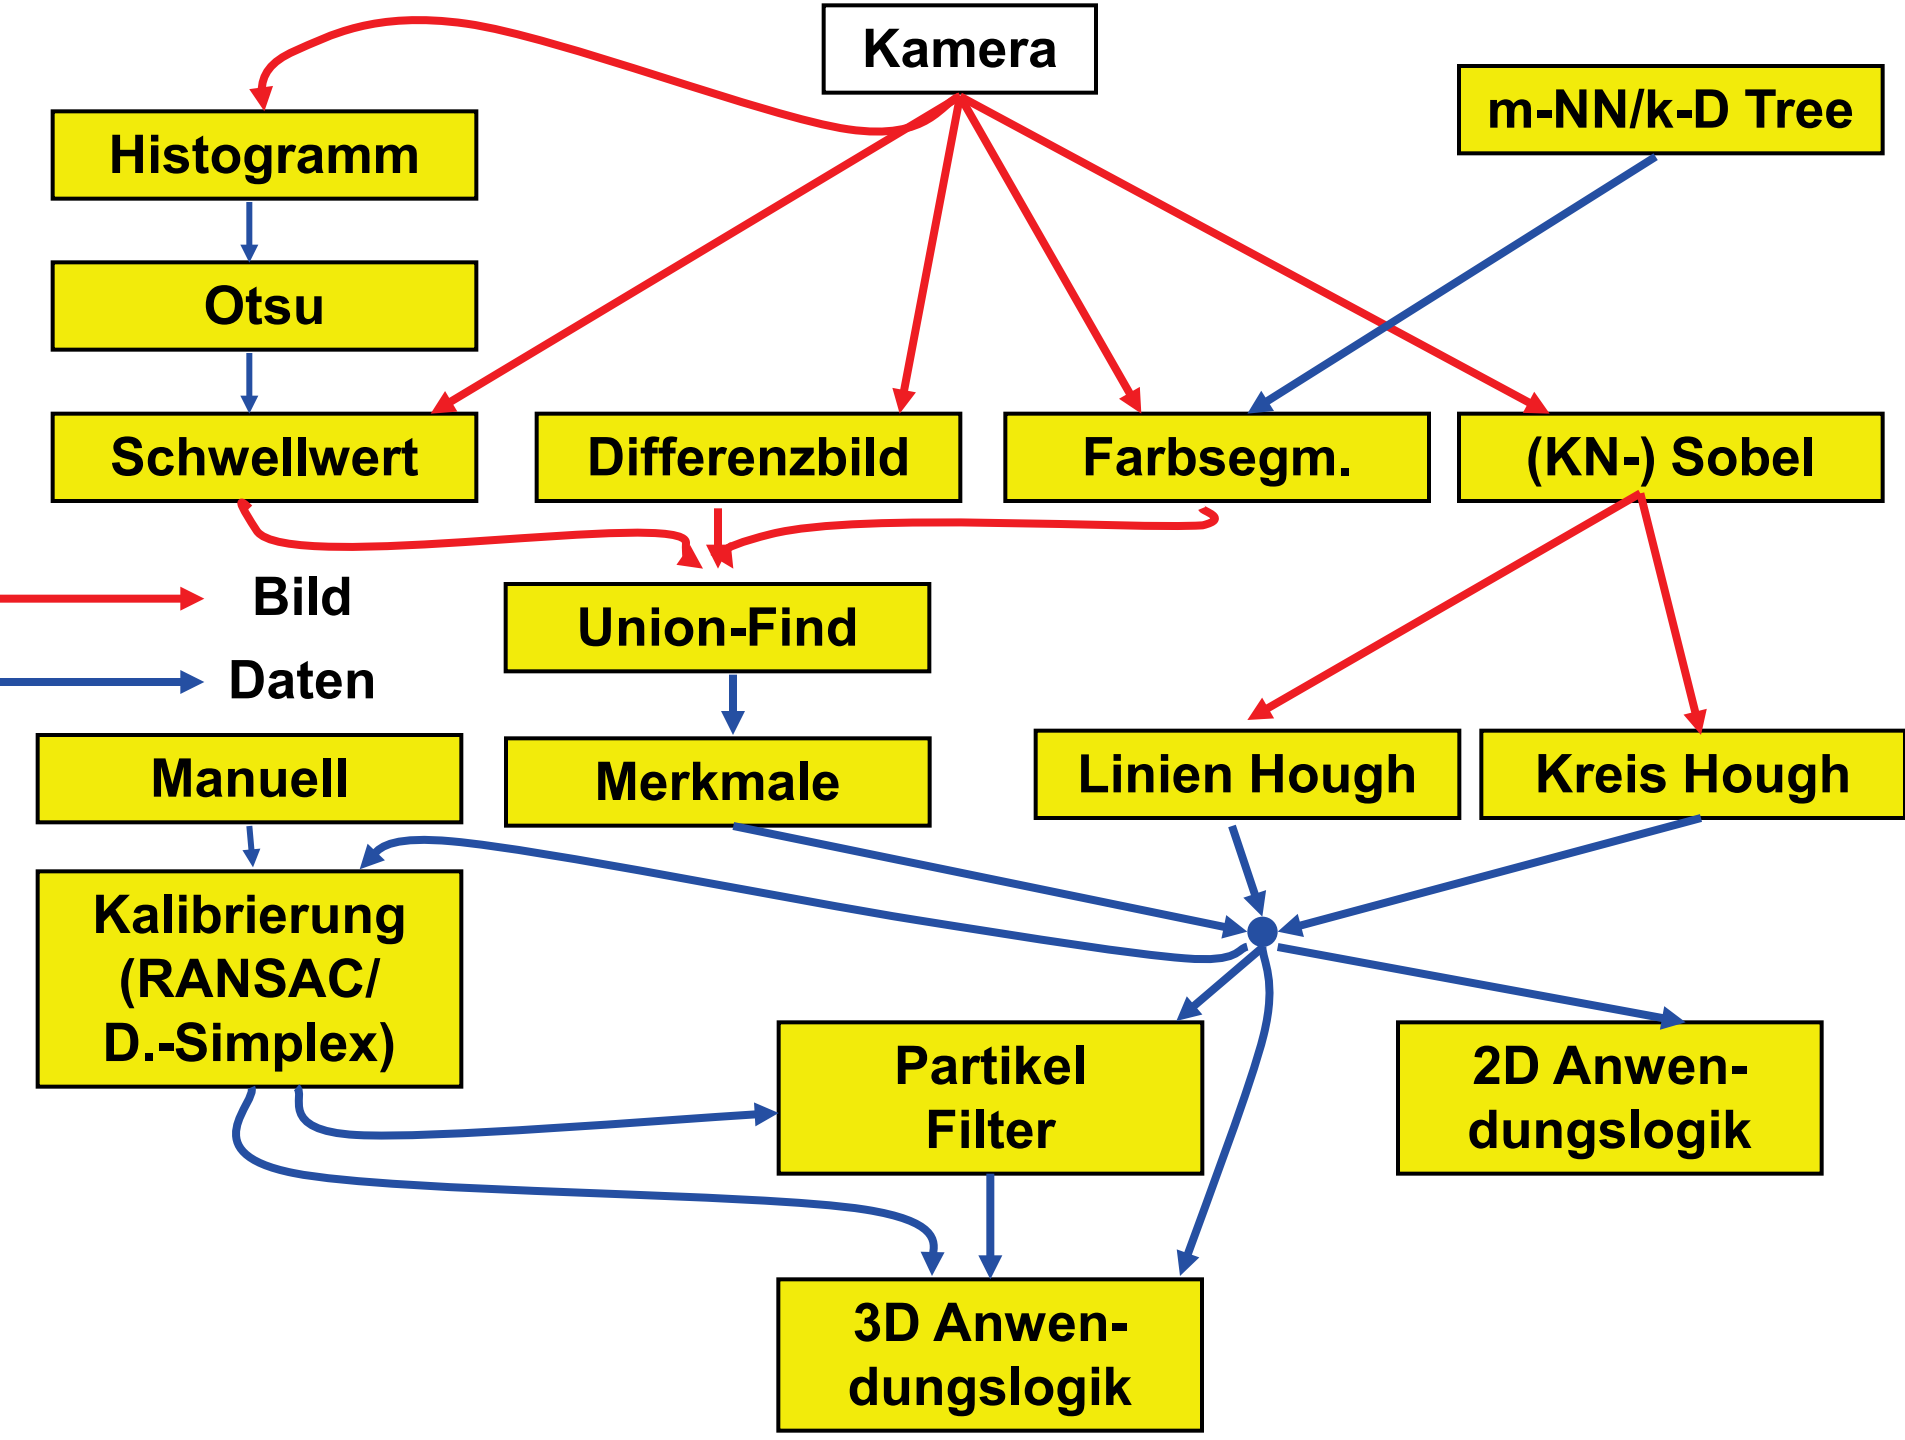 Kamera
m-NN/k-D Tree
Histogramm
Otsu
Schwellwert
Differenzbild
Farbsegm.
(KN-) Sobel
Bild
Union-Find
Daten
Manuell
Merkmale
Linien Hough
Kreis Hough
Kalibrierung
(RANSAC/
D.-Simplex)
Partikel
Filter
2D Anwen-
dungslogik
3D Anwen-
dungslogik